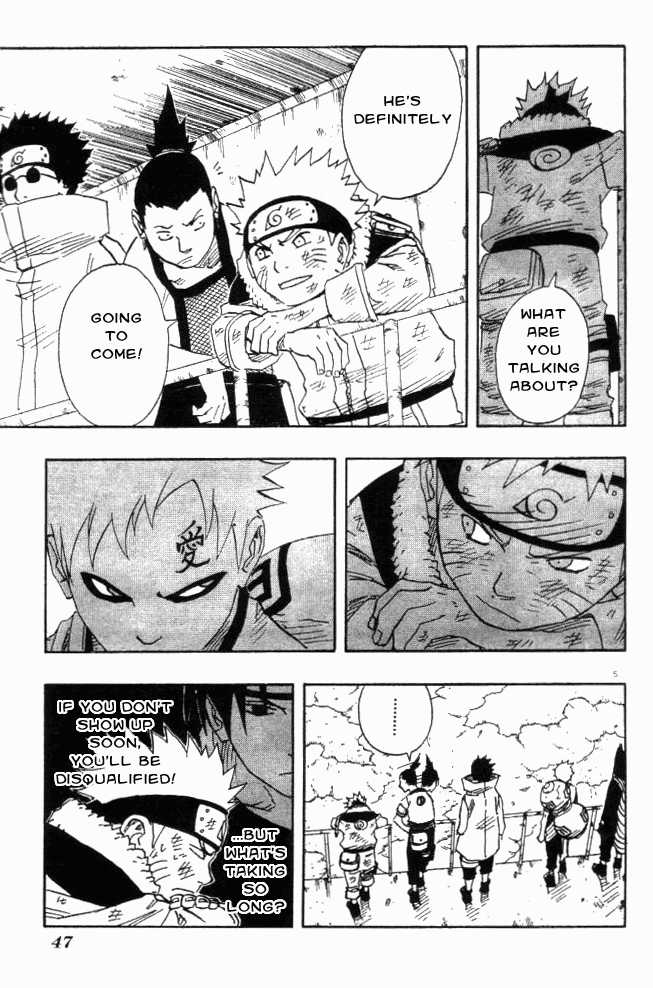 WHAT
ARE
YOU
TALKING
ABOUT?
HE'S
DEFINITELY
GOING
TO
COME!
愛
5
.........
IF YOU DON'T
SHOW UP
SOON,
YOU'LL BE
DISQUALIFIED!
...BUT
WHAT'S
TAKING
SO
LONG?
47